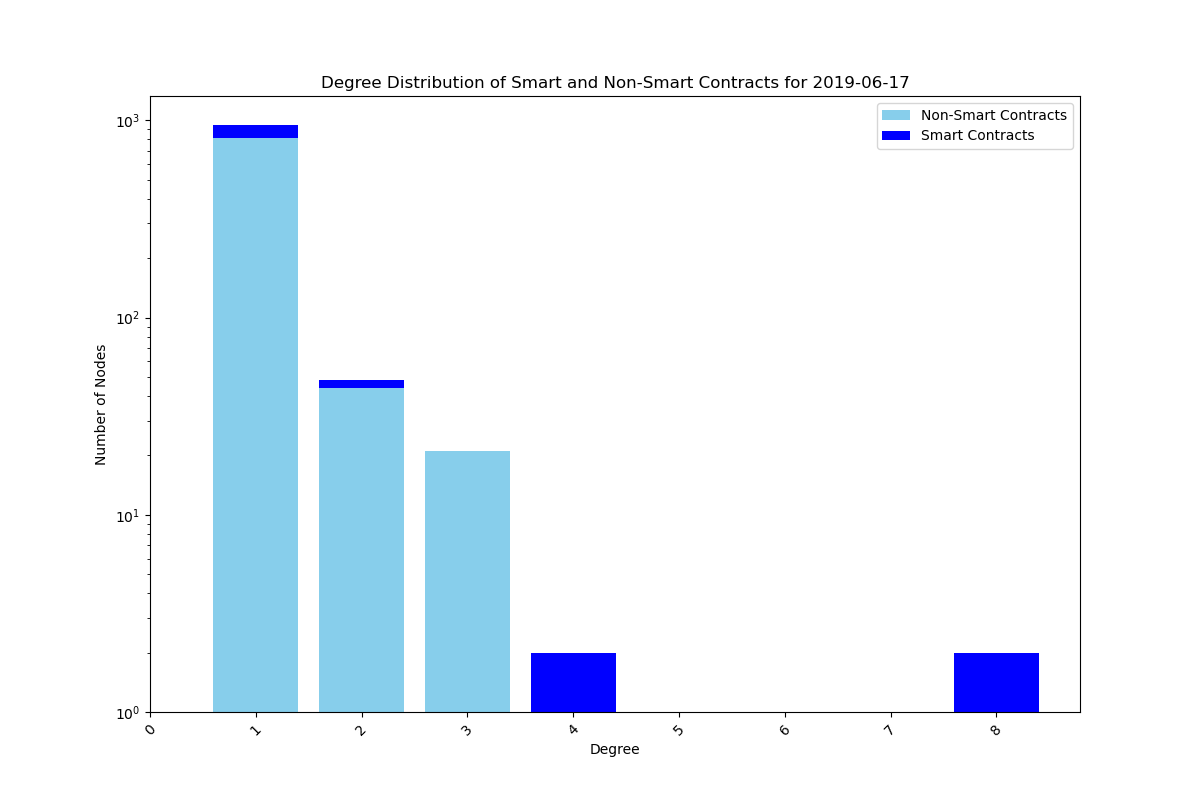 Degree Distribution of Smart and Non-Smart Contracts for 2019-06-17
Non-Smart Contracts
Smart Contracts
10³
10²
10¹
10⁰
Number of Nodes
0 1 2 3 4 5 6 7 8
Degree